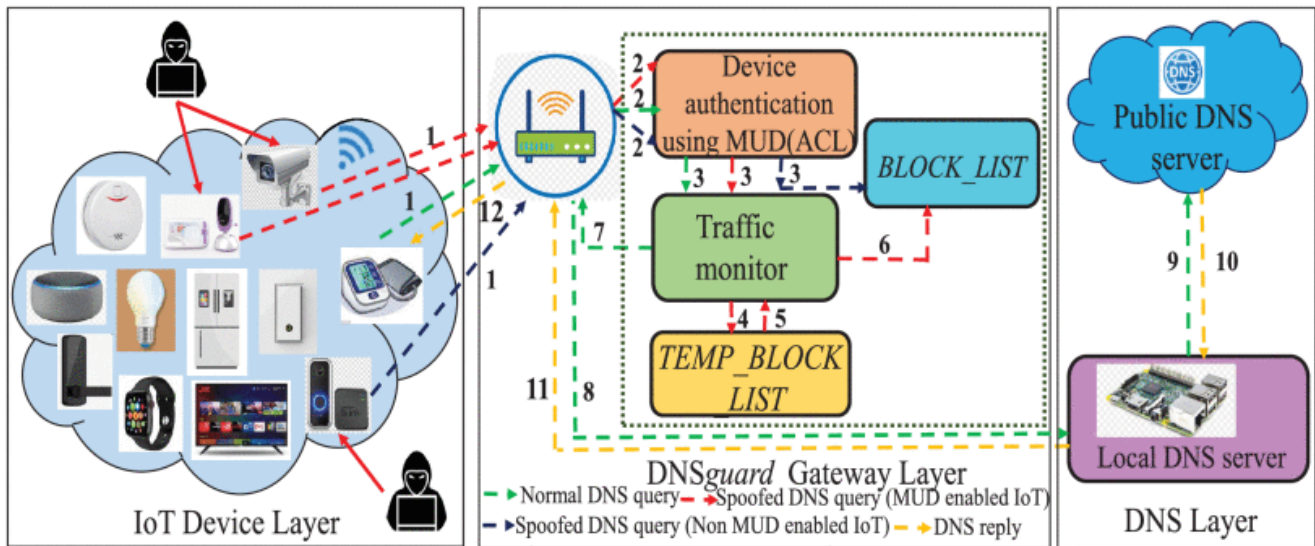 1
1
12
1
IoT Device Layer
2
2
2
Device
authentication
using MUD(ACL)
3
3
3
BLOCK_LIST
Traffic
monitor
7
6
4
5
TEMP_BLOCK
_LIST
11
8
DNSguard Gateway Layer
Normal DNS query
Spoofed DNS query (MUD enabled IoT)
Spoofed DNS query (Non MUD enabled IoT)
DNS reply
DNS
Public DNS
server
9
10
Local DNS server
DNS Layer